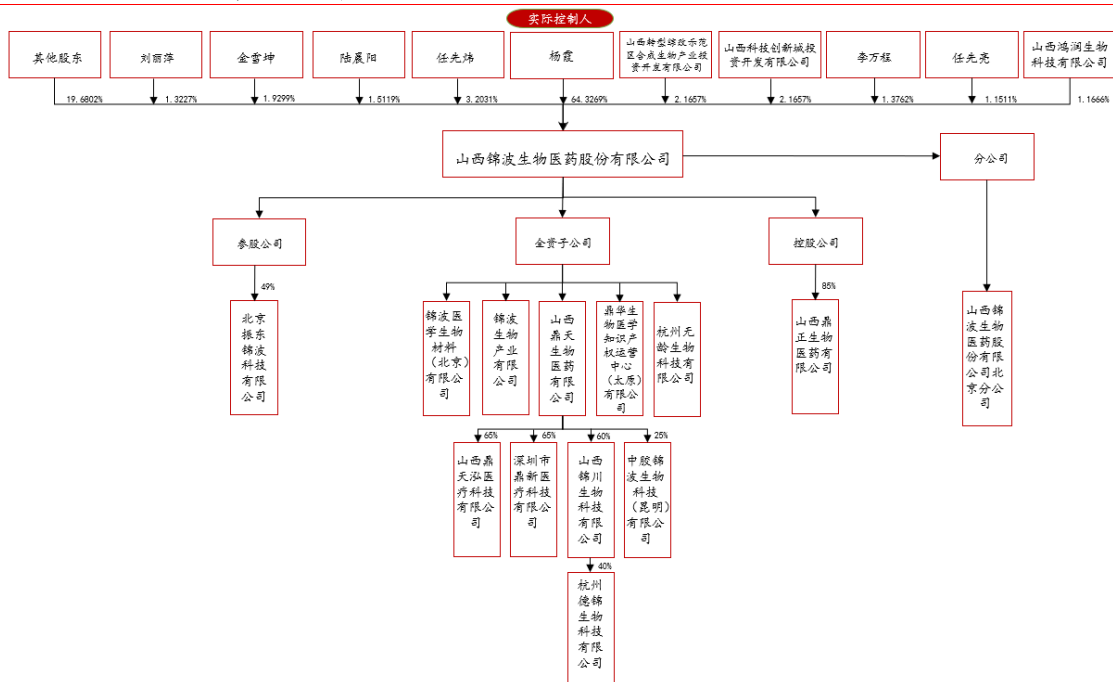 实际控制人
其他股东
刘丽萍
金雪坤
陆晨阳
任先炜
杨霞
山西转型综改示范
区合成生物产业投
资开发有限公司
山西科技创新城投
资开发有限公司
李万程
任先亮
山西鸿润生物
科技有限公司
19.6802%
1.3227%
1.9299%
1.5119%
3.2031%
64.3269%
2.1657%
2.1657%
1.3762%
1.1511%
1.1666%
山西锦波生物医药股份有限公司
分公司
参股公司
全资子公司
控股公司
49%
85%
北京
振东
锦波
科技
有限
公司
锦波医
学生物
材料
（北京）
有限公
司
锦波
生物
产业
有限
公司
山西
鼎天
生物
医药
有限
公司
鼎华生
物医学
知识产
权运营
中心
（太原）
有限公
司
杭州无
龄生物
科技有
限公司
山西鼎
正生物
医药有
限公司
山西锦
波生物
医药股
份有限
公司北
京分公
司
65%
65%
60%
25%
山西鼎
天泓医
疗科技
有限公
司
深圳市
鼎新医
疗科技
有限公
司
山西
锦川
生物
科技
有限
公司
中胶锦
波生物
科技
（昆明）
有限公
司
40%
杭州
德锦
生物
科技
有限
公司